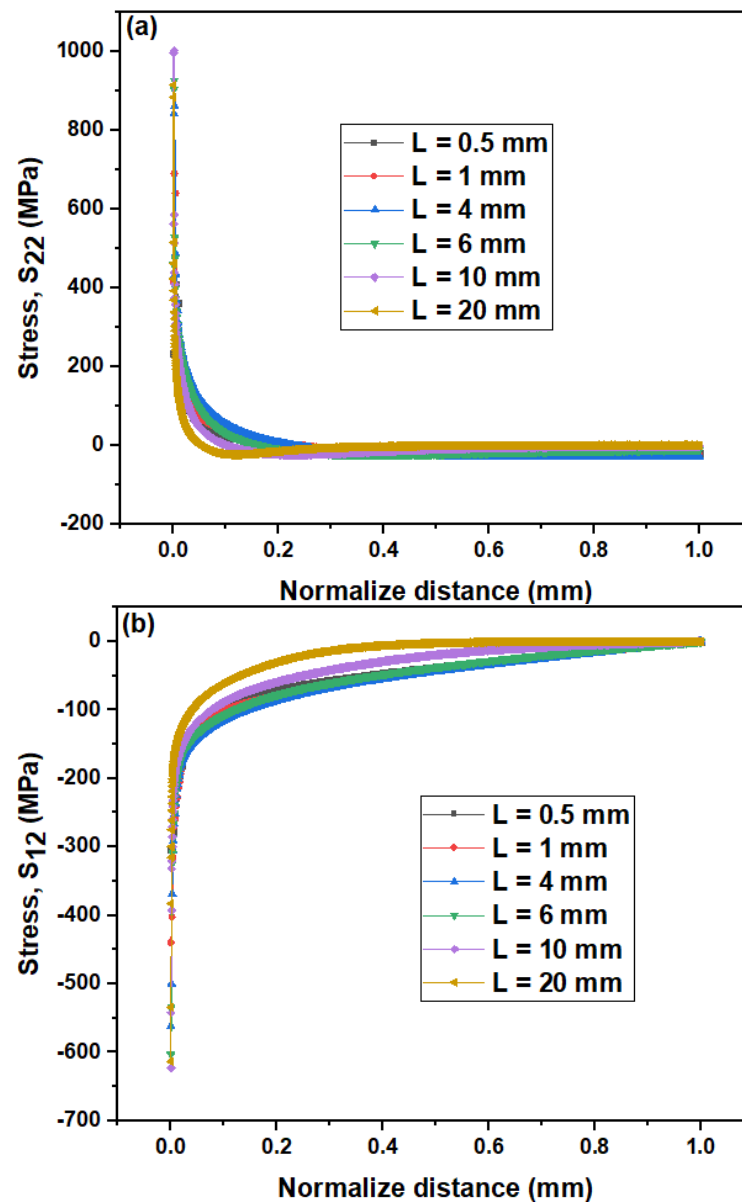 (a)
1000
800
600
400
200
0
-200
Stress, S22 (MPa)
L = 0.5 mm
L = 1 mm
L = 4 mm
L = 6 mm
L = 10 mm
L = 20 mm
0.0 0.2 0.4 0.6 0.8 1.0
Normalize distance (mm)
(b)
0
-100
-200
-300
-400
-500
-600
-700
Stress, S12 (MPa)
L = 0.5 mm
L = 1 mm
L = 4 mm
L = 6 mm
L = 10 mm
L = 20 mm
0.0 0.2 0.4 0.6 0.8 1.0
Normalize distance (mm)